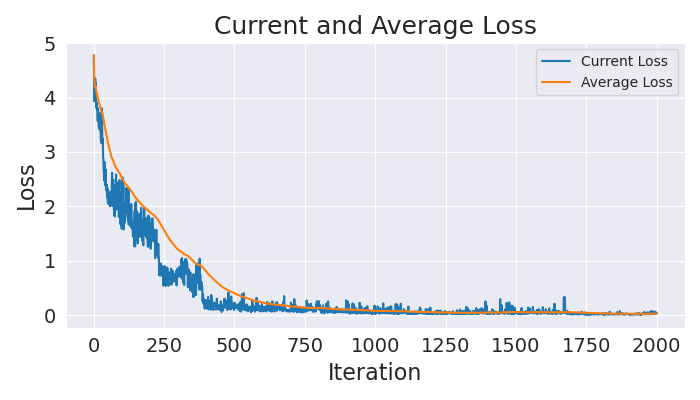 Current and Average Loss
Current Loss
Average Loss
Loss
5
4
3
2
1
0
0 250 500 750 1000 1250 1500 1750 2000
Iteration